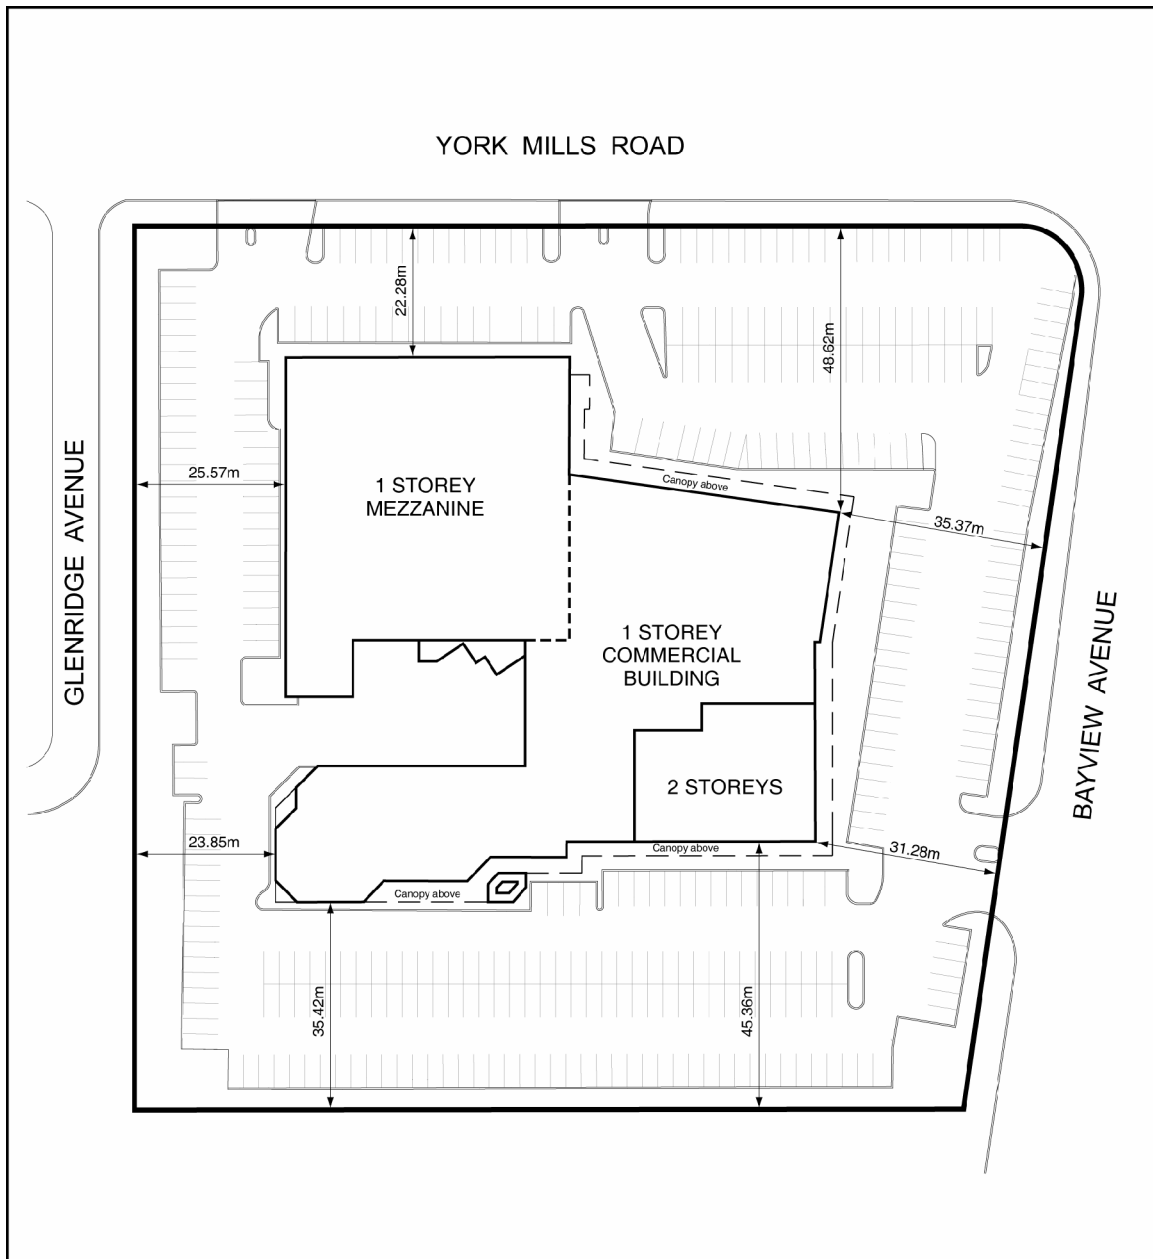 YORK MILLS ROAD
22.28m
48.62m
25.57m
1 STOREY
MEZZANINE
Canopy above
35.37m
GLENRIDGE AVENUE
1 STOREY
COMMERCIAL
BUILDING
BAYVIEW AVENUE
2 STOREYS
23.85m
Canopy above
31.28m
Canopy above
35.42m
45.36m